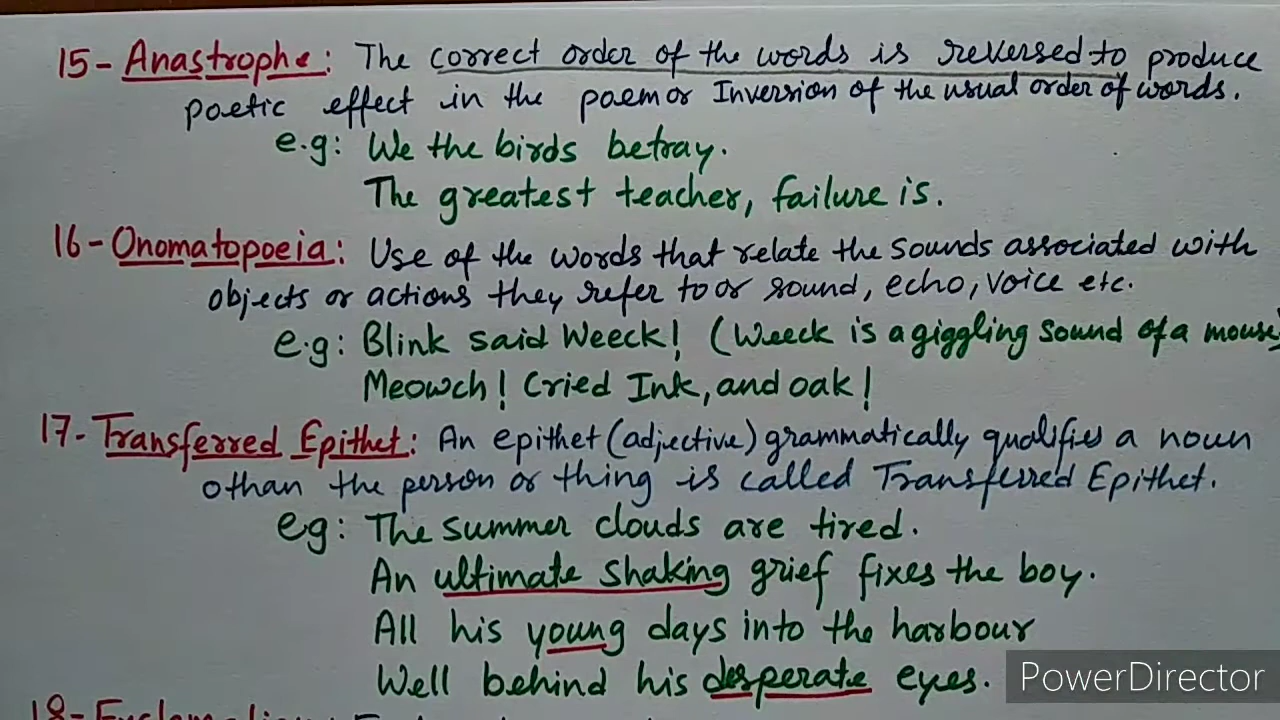 15- Anastrophe: The correct order of the words is reversed to produce
poetic effect in the poem or Inversion of the usual order of words.
e.g: We the birds betray.
The greatest teacher, failure is.
16- Onomatopoeia: Use of the words that relate the sounds associated with
objects or actions they refer to or sound, echo, voice etc.
e.g: Blink said Weeck! (Weeck is a giggling sound of a mouse)
Meowch! Cried Ink, and oak!
17- Transferred Epithet: An epithet (adjective) grammatically qualifies a noun
othan the person or thing is called Transferred Epithet.
eg: The summer clouds are tired.
An ultimate shaking grief fixes the boy.
All his young days into the harbour
Well behind his desperate eyes.
PowerDirector